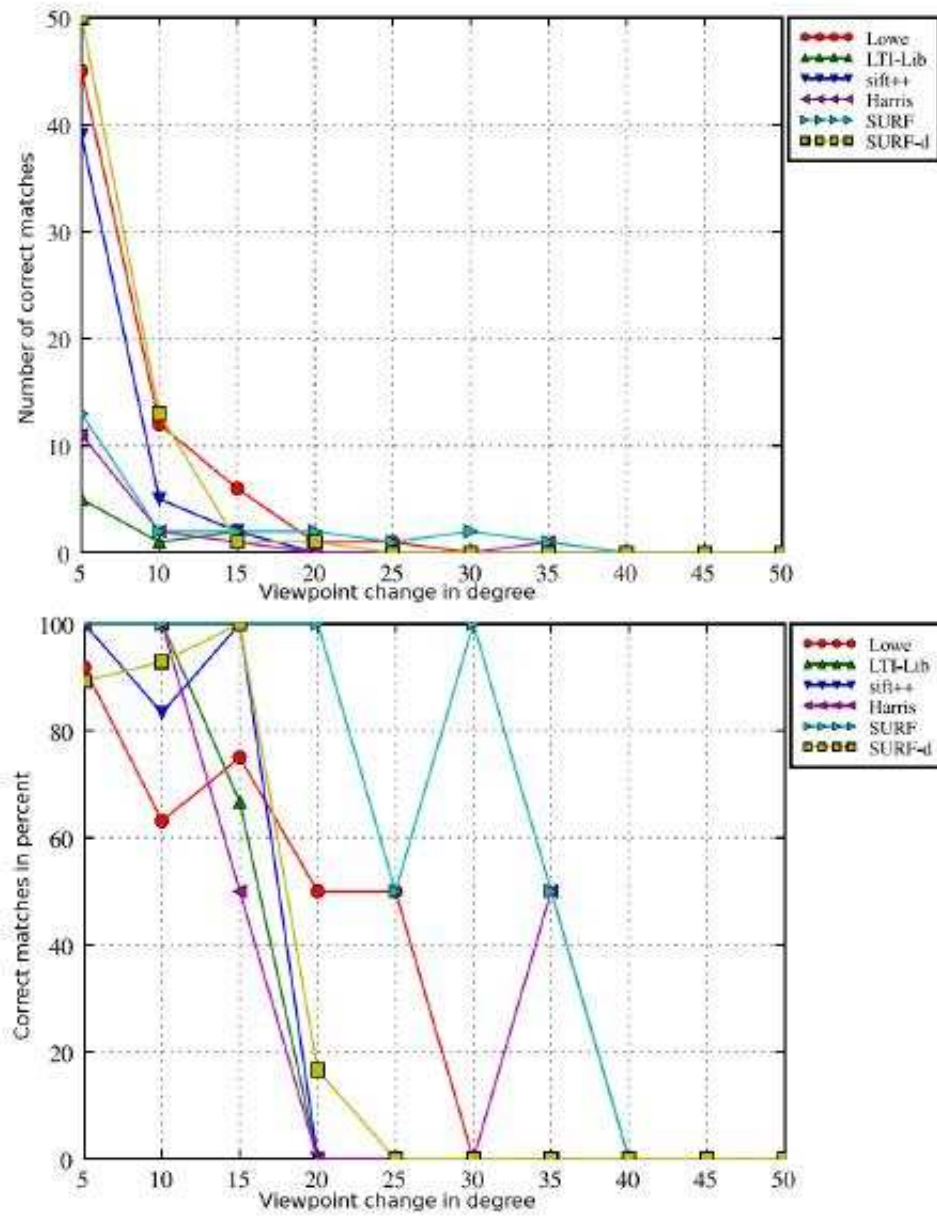 50
40
30
20
10
0
Number of correct matches
5 10 15 20 25 30 35 40 45 50
Viewpoint change in degree
Lowe
LTI-Lib
sift++
Harris
SURF
SURF-d
100
80
60
40
20
0
Correct matches in percent
5 10 15 20 25 30 35 40 45 50
Viewpoint change in degree
Lowe
LTI-Lib
sift++
Harris
SURF
SURF-d